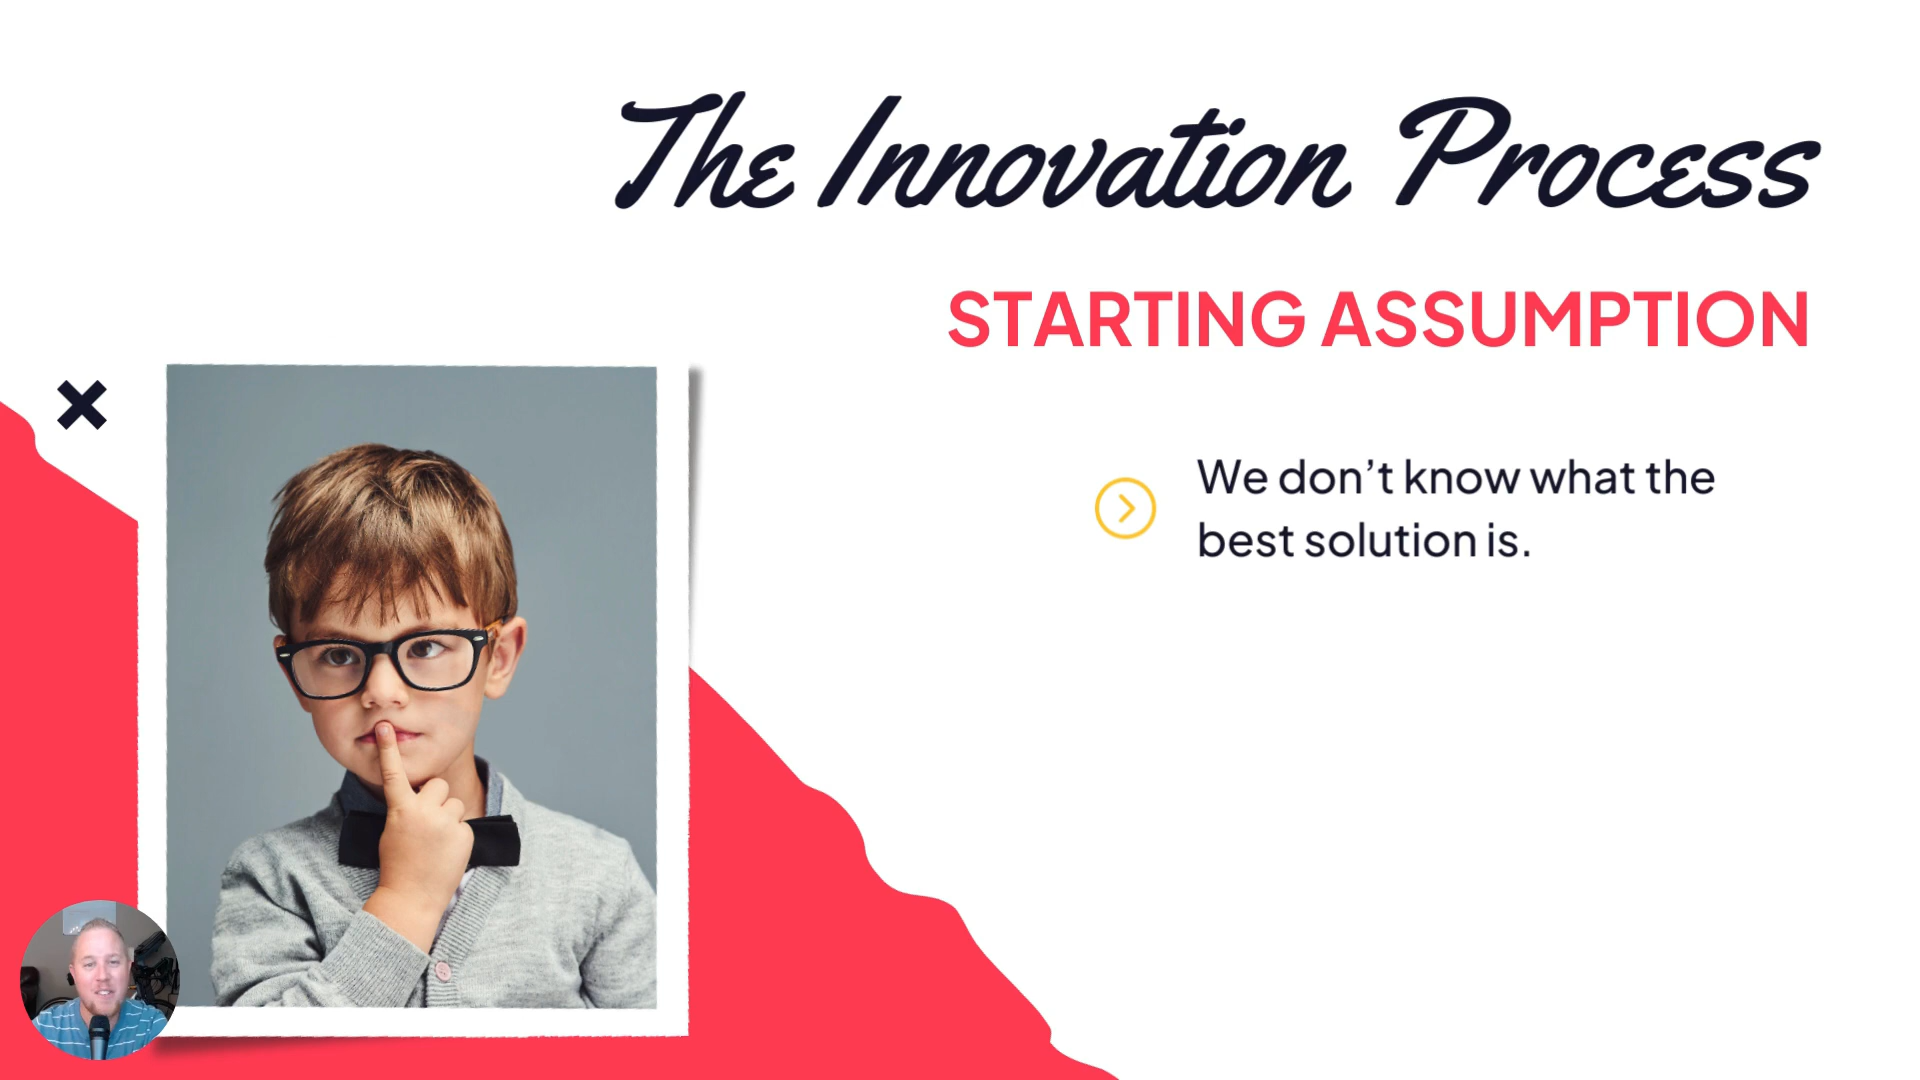 The Innovation Process
STARTING ASSUMPTION
We don’t know what the
best solution is.